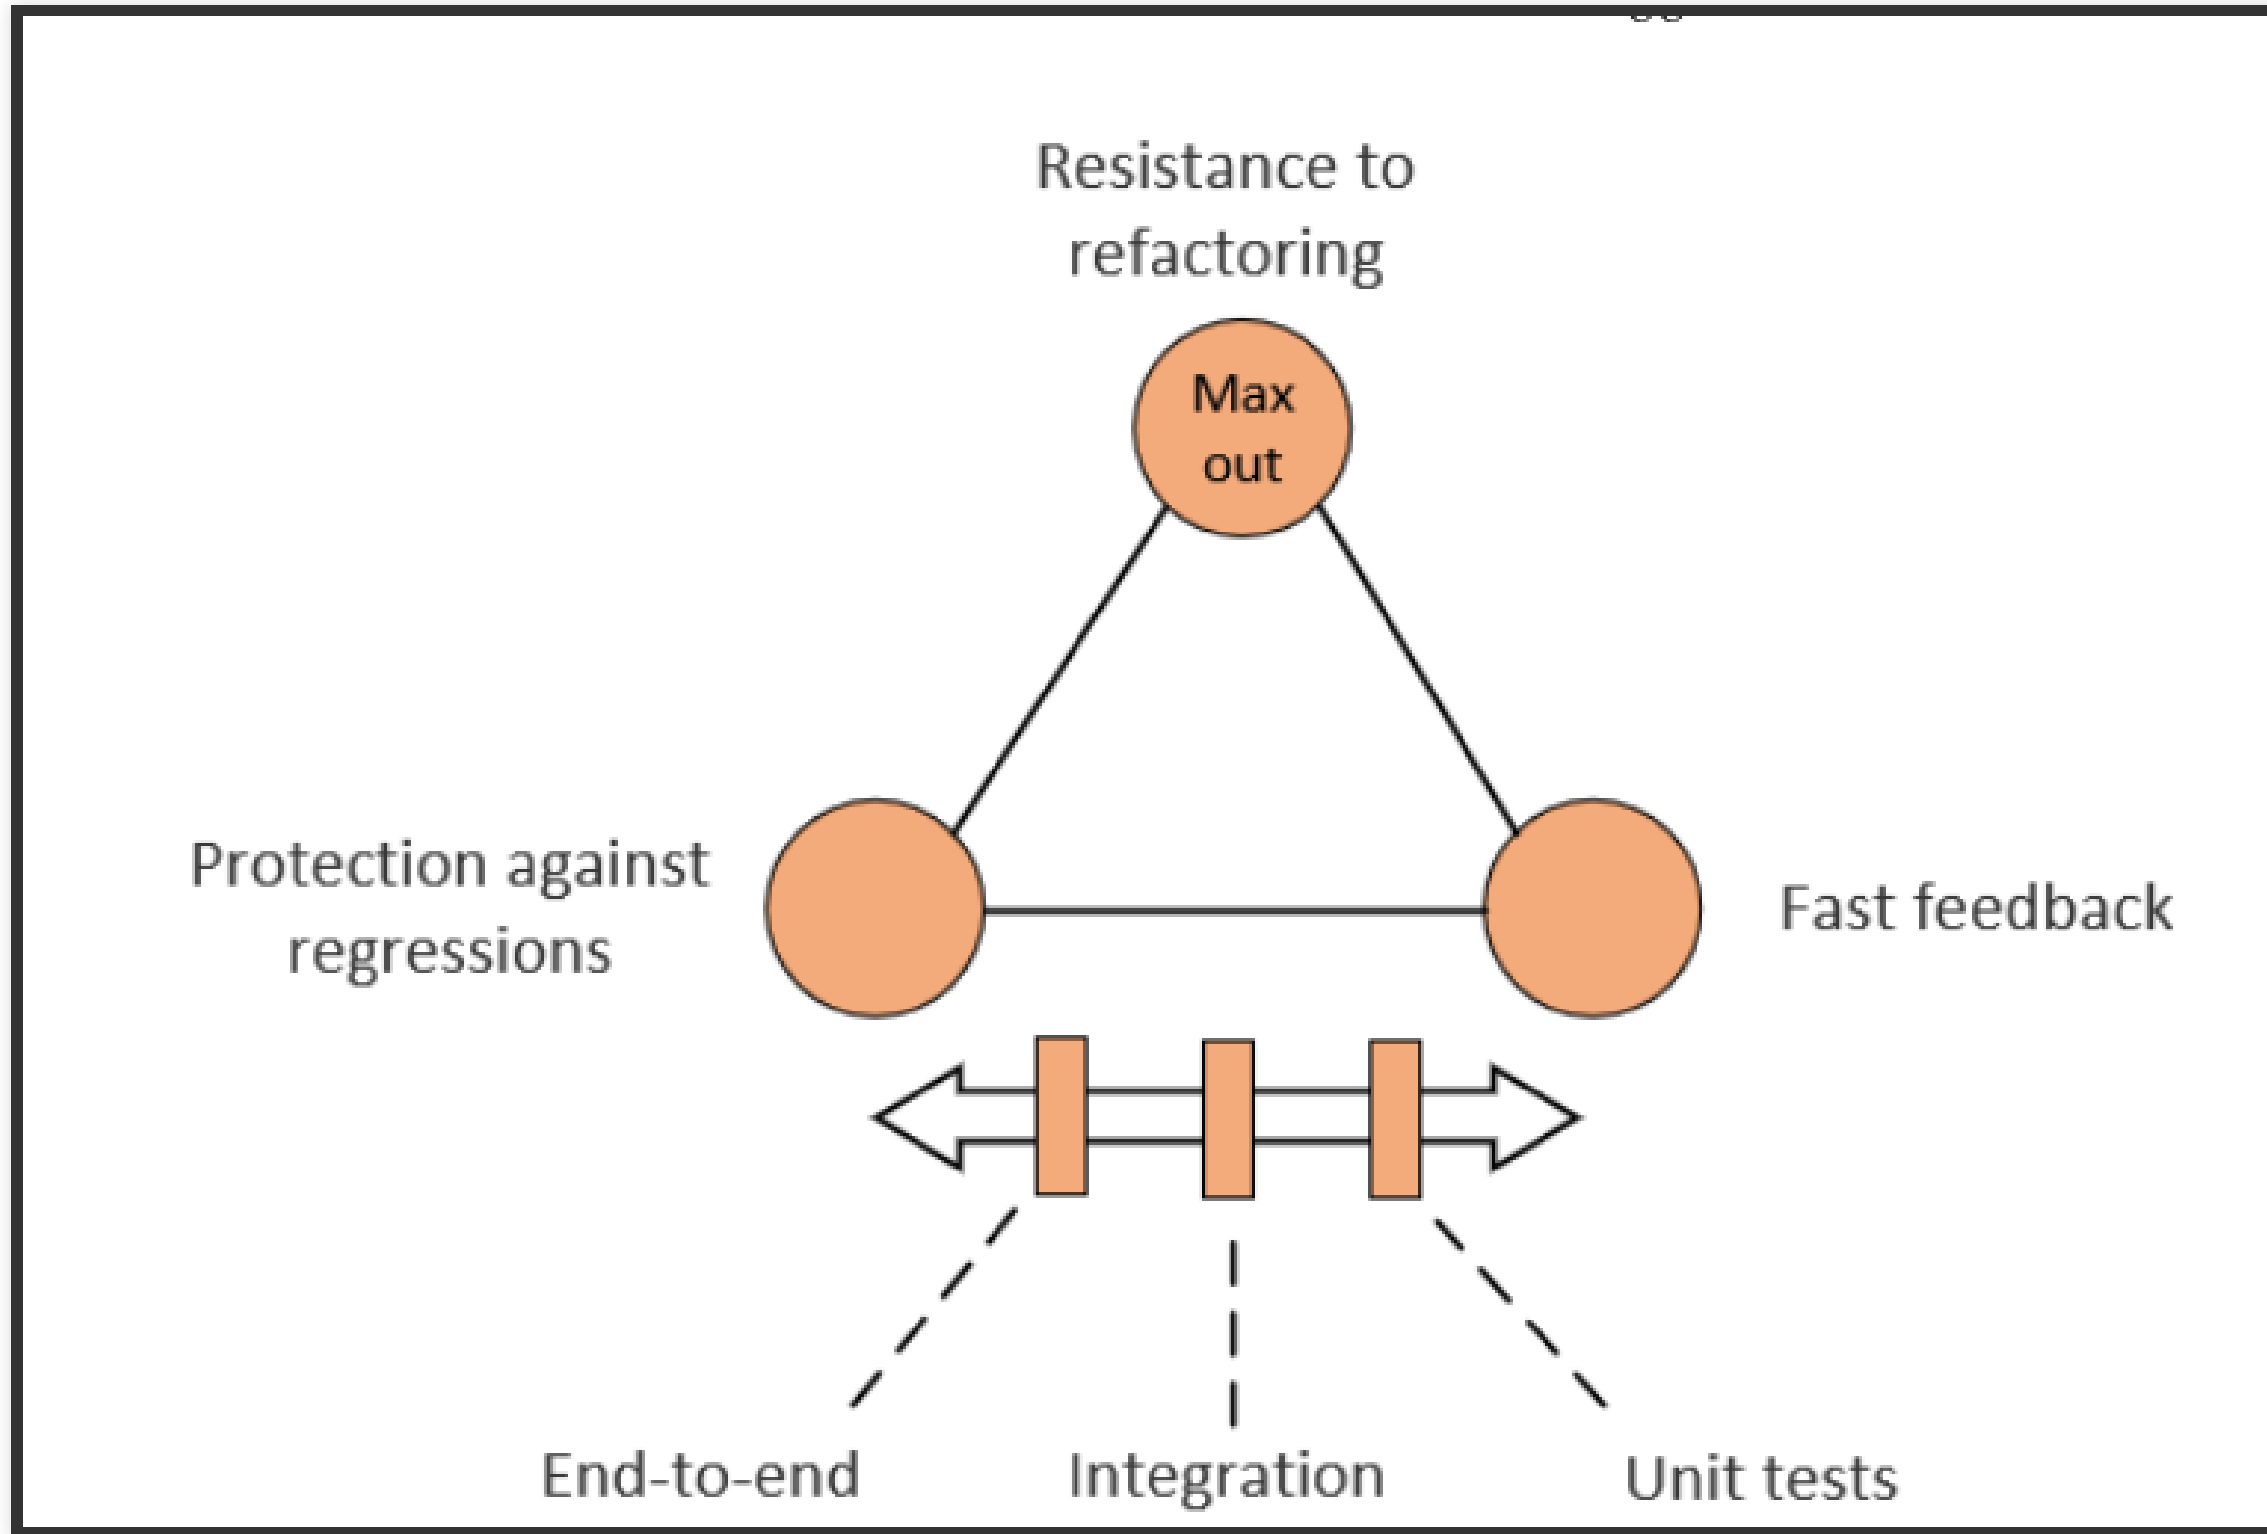 Resistance to
refactoring
Max
out
Protection against
regressions
Fast feedback
End-to-end
Integration
Unit tests